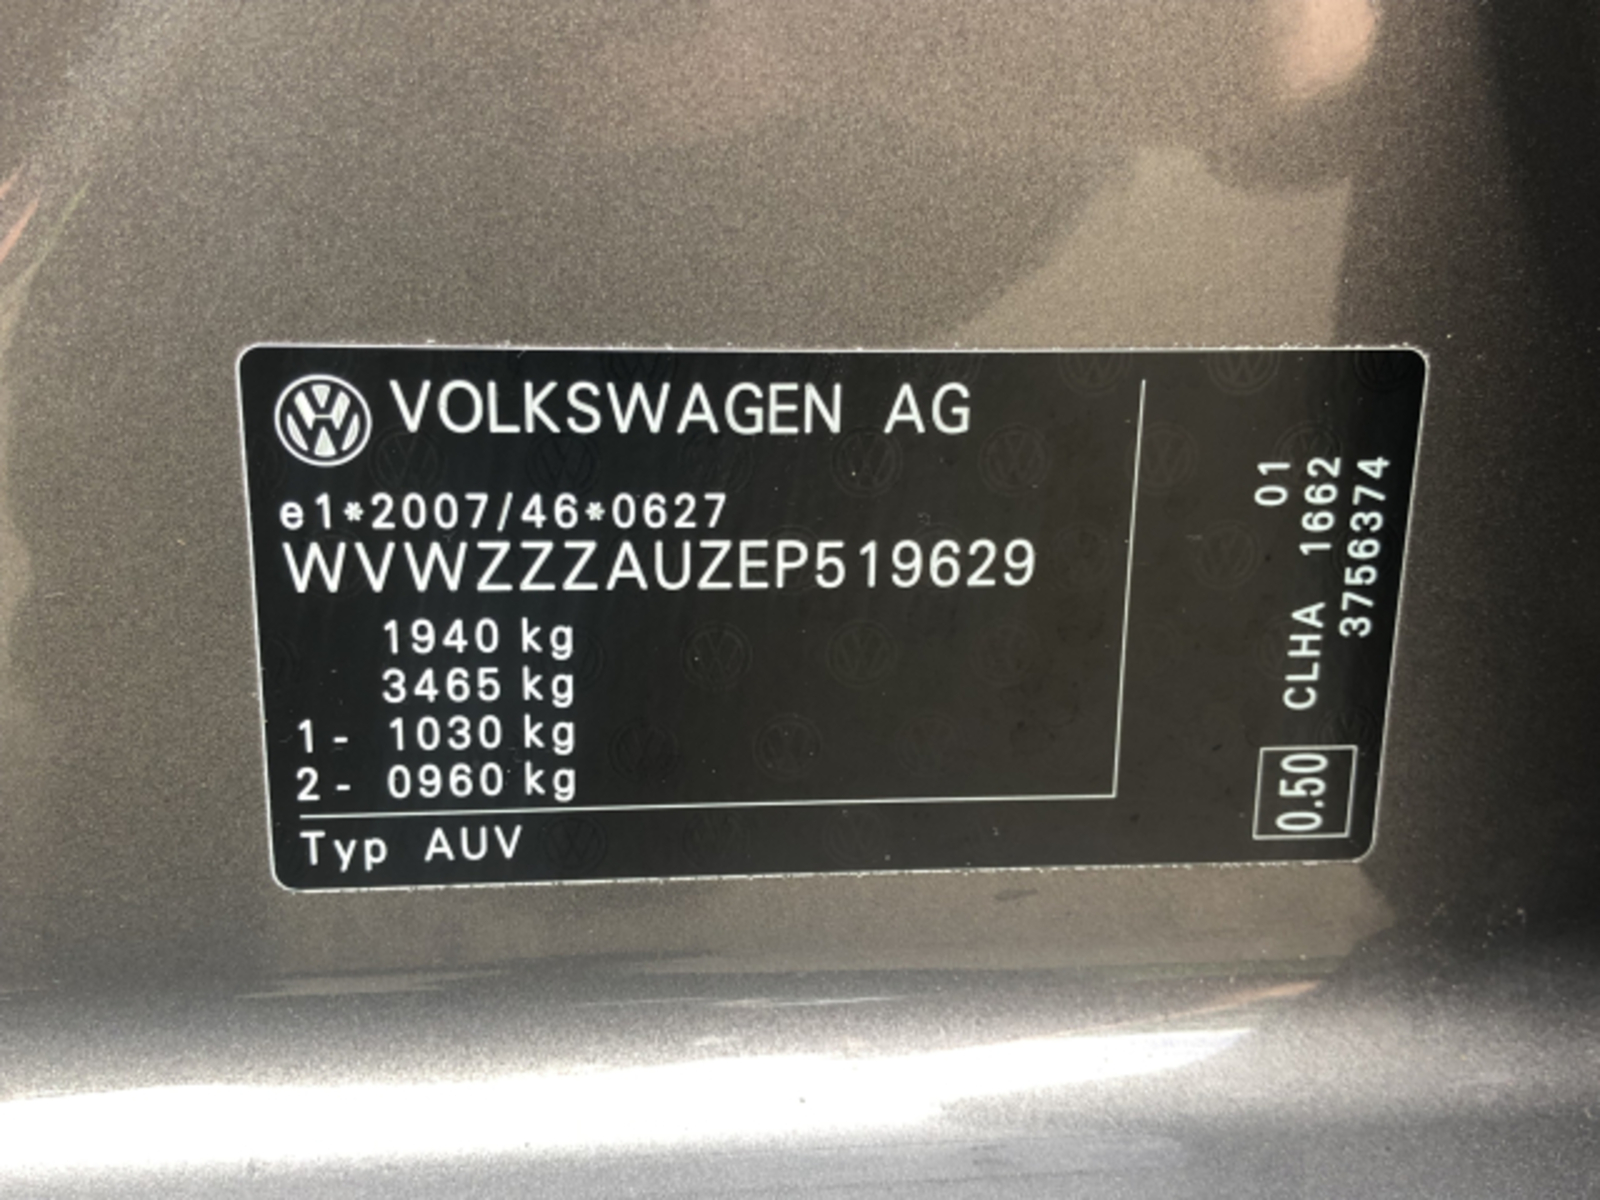 VOLKSWAGEN AG
e1*2007/46*0627
WVWZZZAUZEP519629
1940 kg
3465 kg
1- 1030 kg
2- 0960 kg
Typ AUV
01
0.50 CLHA 1662
3756374